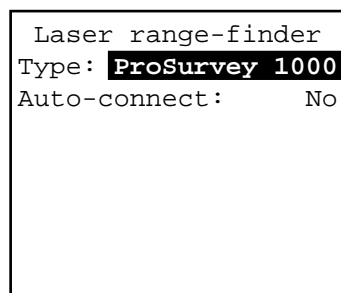 Laser range-finder
Type: ProSurvey 1000
Auto-connect: No